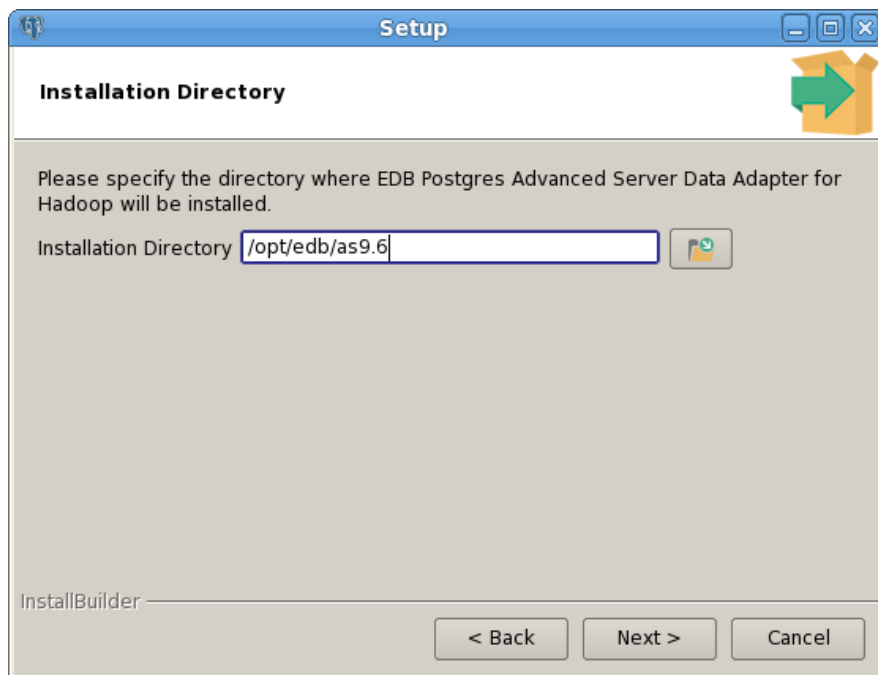 Setup
Installation Directory
Please specify the directory where EDB Postgres Advanced Server Data Adapter for
Hadoop will be installed.
Installation Directory /opt/edb/as9.6
InstallBuilder
< Back Next > Cancel